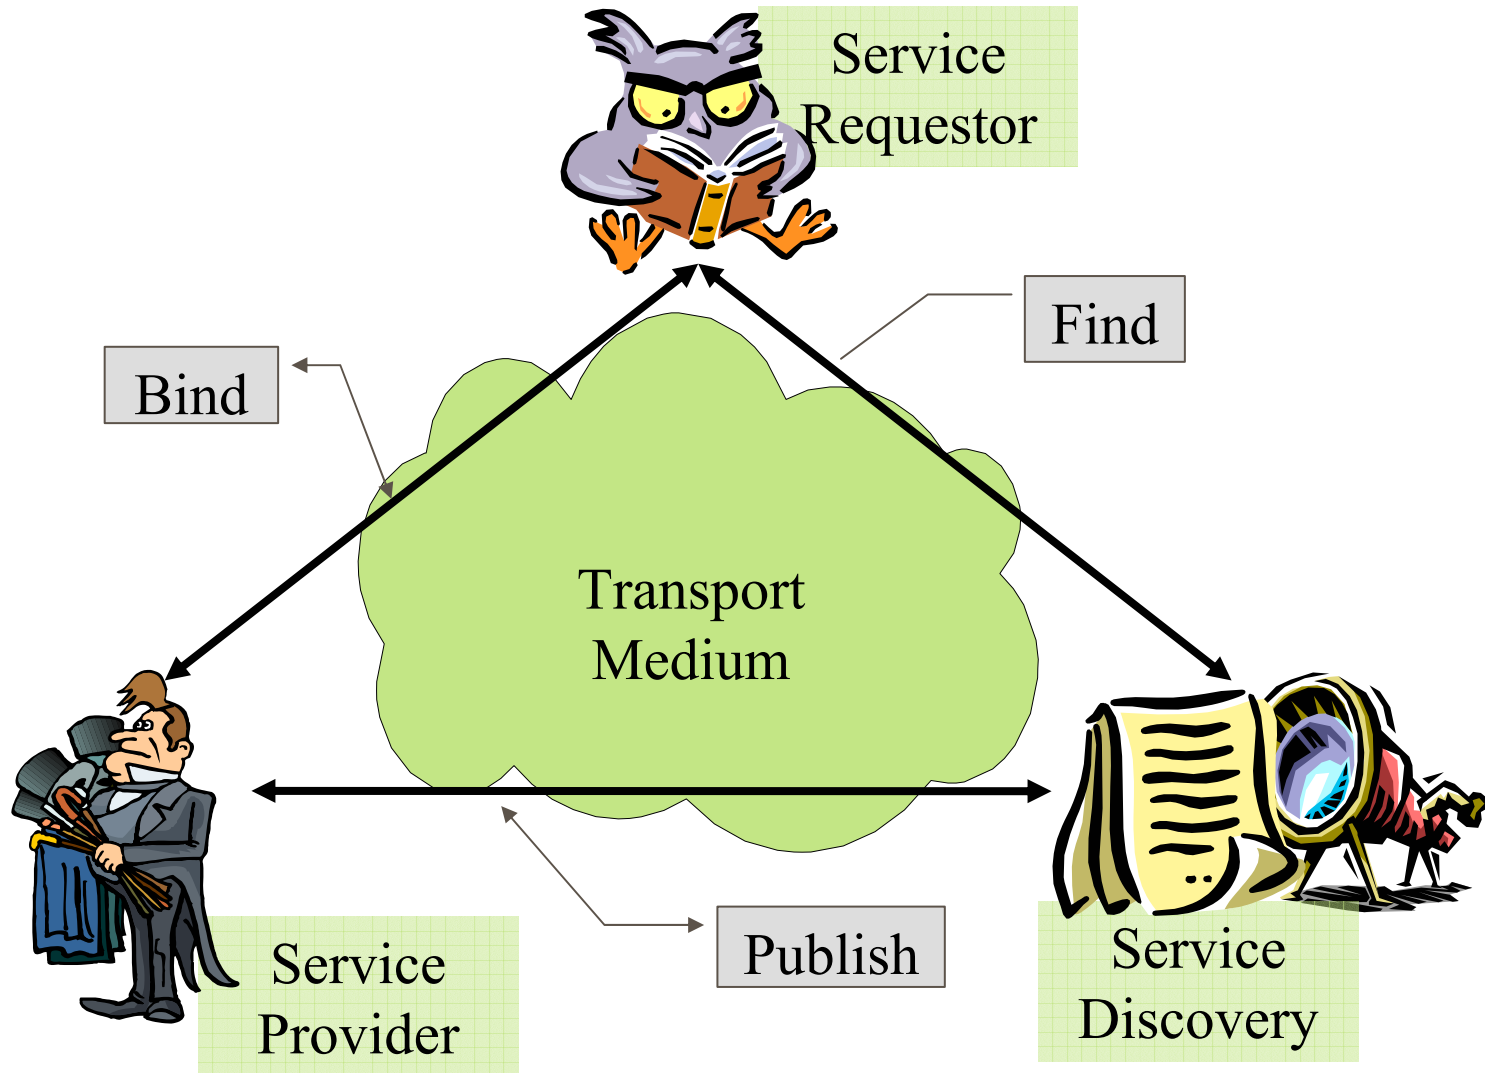 Service
Requestor
Find
Bind
Transport
Medium
Publish
Service
Provider
Service
Discovery